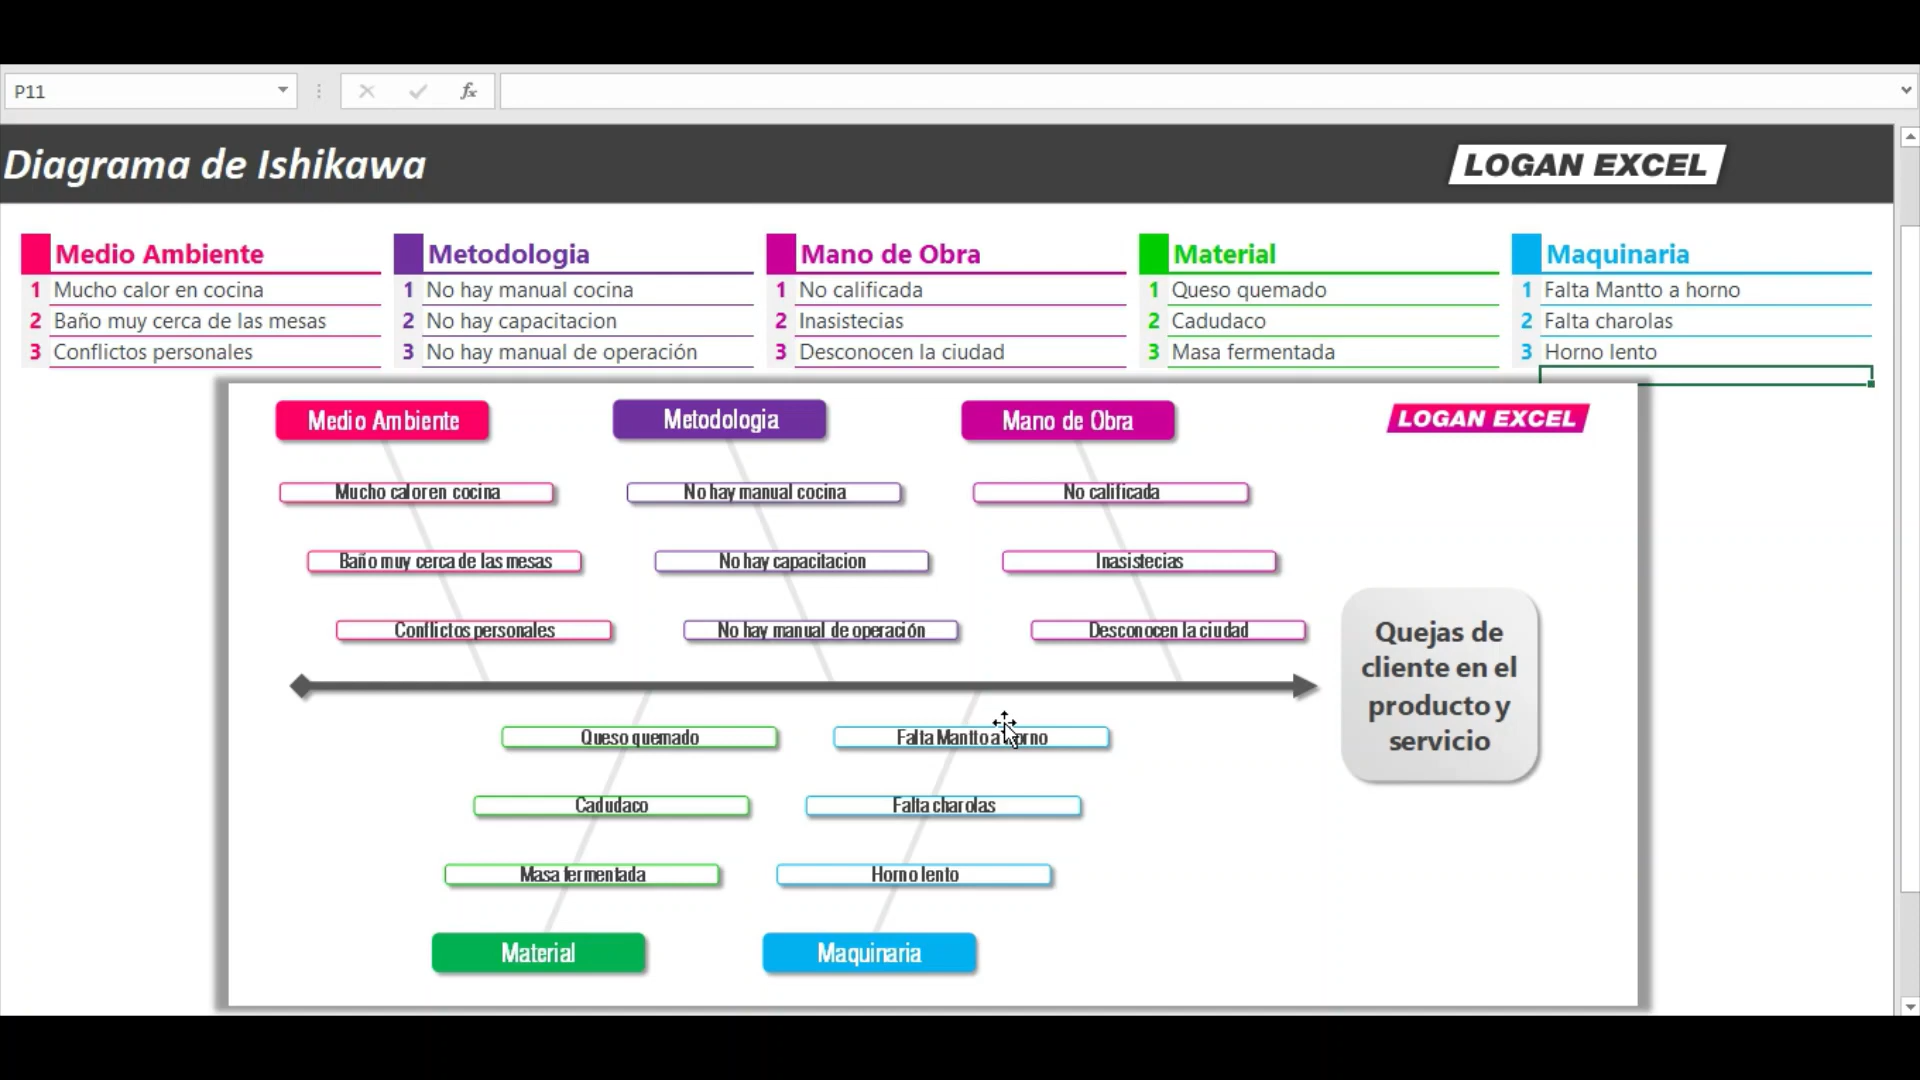 P11
fx
Diagrama de Ishikawa
LOGAN EXCEL
Medio Ambiente
1 Mucho calor en cocina
2 Baño muy cerca de las mesas
3 Conflictos personales
Metodologia
1 No hay manual cocina
2 No hay capacitacion
3 No hay manual de operación
Mano de Obra
1 No calificada
2 Inasistecias
3 Desconocen la ciudad
Material
1 Queso quemado
2 Cadudaco
3 Masa fermentada
Maquinaria
1 Falta Mantto a horno
2 Falta charolas
3 Horno lento
Medio Ambiente
Metodologia
Mano de Obra
LOGAN EXCEL
Mucho calor en cocina
No hay manual cocina
No calificada
Baño muy cerca de las mesas
No hay capacitacion
Inasistecias
Conflictos personales
No hay manual de operación
Desconocen la ciudad
Quejas de
cliente en el
producto y
servicio
Queso quemado
Falta Mantto a horno
Cadudaco
Falta charolas
Masa fermentada
Horno lento
Material
Maquinaria